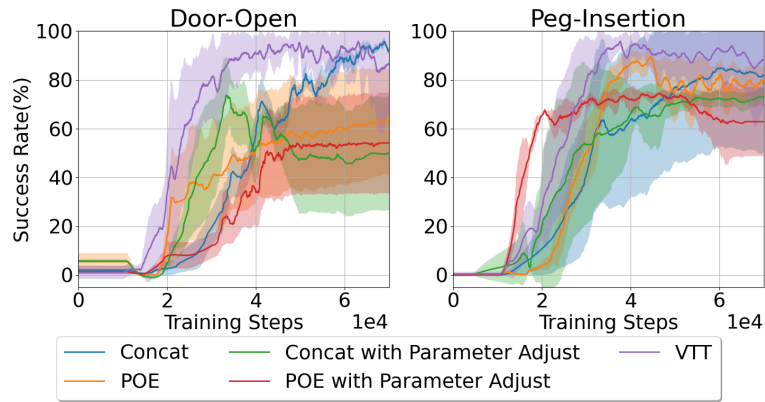 Door-Open
Peg-Insertion
Success Rate(%)
100
80
60
40
20
0
0
2
4
6
Training Steps
1e4
100
80
60
40
20
0
0
2
4
6
Training Steps
1e4
Concat
Concat with Parameter Adjust
VTT
POE
POE with Parameter Adjust